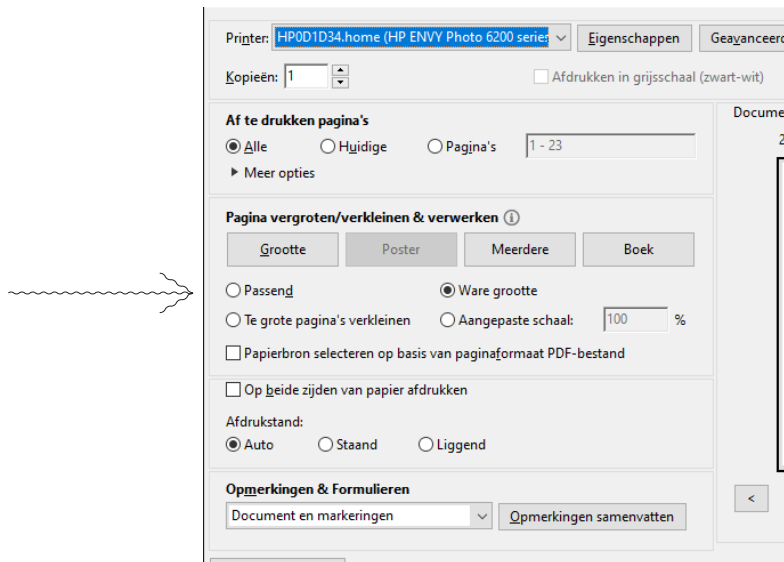 Printer: HP0D1D34.home (HP ENVY Photo 6200 series Eigenschappen
Kopieën: 1 Afdrukken in grijsschaal (zwart-wit)
Af te drukken pagina's
Alle Huidige Pagina's 1 - 23
Meer opties
Pagina vergroten/verkleinen & verwerken
Grootte Poster Meerdere Boek
Passend Ware grootte
Te grote pagina's verkleinen Aangepaste schaal: 100 %
Papierbron selecteren op basis van paginaformaat PDF-bestand
Op beide zijden van papier afdrukken
Afdrukstand:
Auto Staand Liggend
Opmerkingen & Formulieren
Document en markeringen Opmerkingen samenvatten
<